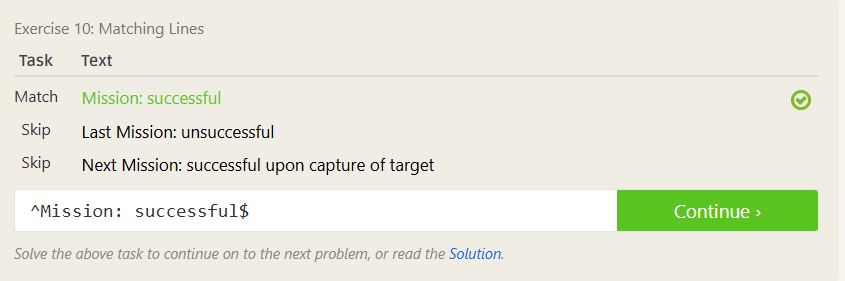 Exercise 10: Matching Lines
Task Text
Match Mission: successful
Skip Last Mission: unsuccessful
Skip Next Mission: successful upon capture of target
^Mission: successful$ Continue ›
Solve the above task to continue on to the next problem, or read the Solution.